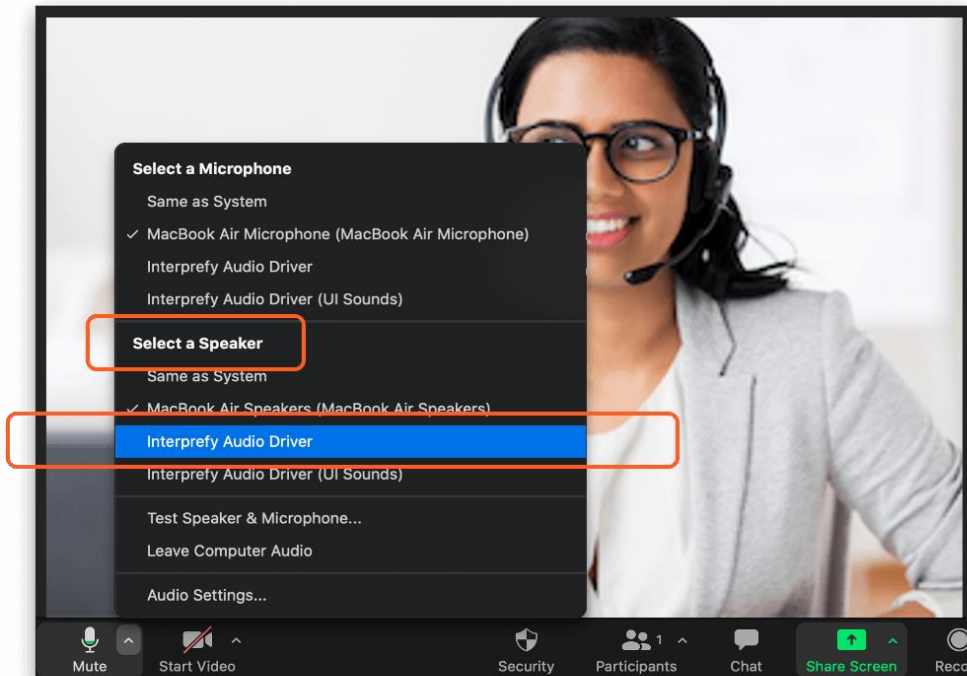 Select a Microphone
Same as System
✓ MacBook Air Microphone (MacBook Air Microphone)
Interprefy Audio Driver
Interprefy Audio Driver (UI Sounds)
Select a Speaker
Same as System
✓ MacBook Air Speakers (MacBook Air Speakers)
Interprefy Audio Driver
Interprefy Audio Driver (UI Sounds)
Test Speaker & Microphone...
Leave Computer Audio
Audio Settings...
1
Mute Start Video Security Participants Chat Share Screen Reco